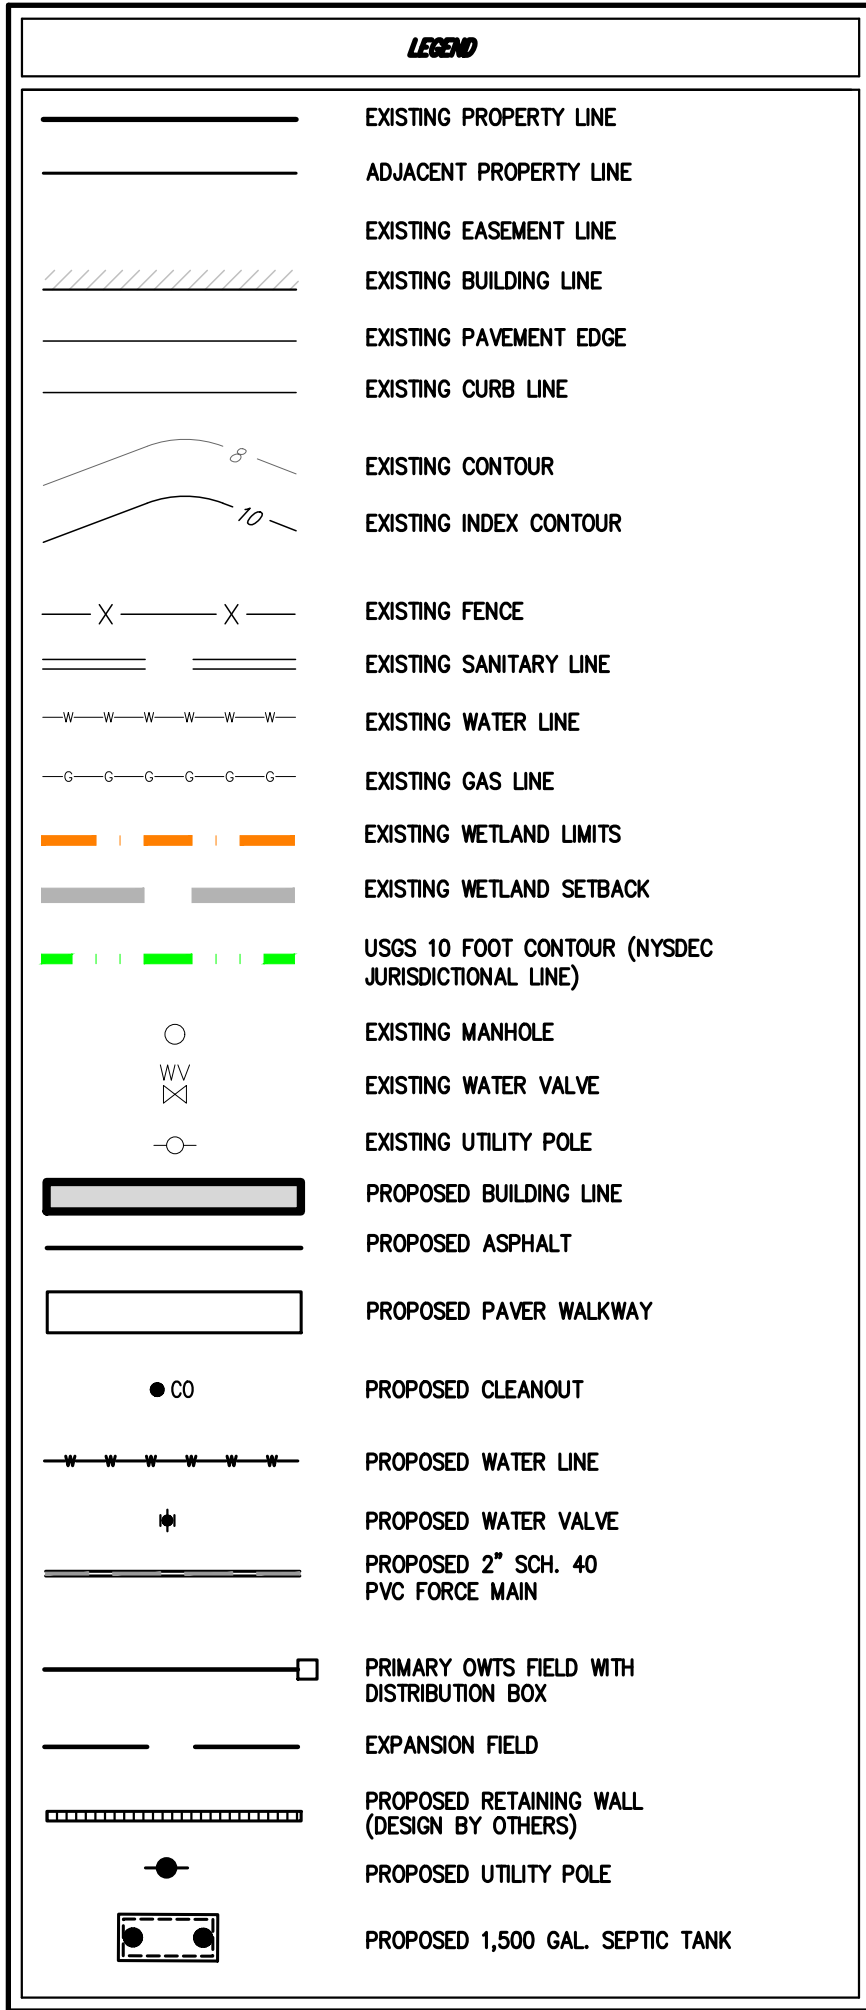 LEGEND
EXISTING PROPERTY LINE
ADJACENT PROPERTY LINE
EXISTING EASEMENT LINE
EXISTING BUILDING LINE
EXISTING PAVEMENT EDGE
EXISTING CURB LINE
8
EXISTING CONTOUR
10
EXISTING INDEX CONTOUR
X X
EXISTING FENCE
EXISTING SANITARY LINE
W W W W W W
EXISTING WATER LINE
G G G G G G
EXISTING GAS LINE
EXISTING WETLAND LIMITS
EXISTING WETLAND SETBACK
USGS 10 FOOT CONTOUR (NYSDEC
JURISDICTIONAL LINE)
EXISTING MANHOLE
WV
EXISTING WATER VALVE
EXISTING UTILITY POLE
PROPOSED BUILDING LINE
PROPOSED ASPHALT
PROPOSED PAVER WALKWAY
CO
PROPOSED CLEANOUT
W W W W W W
PROPOSED WATER LINE
PROPOSED WATER VALVE
PROPOSED 2" SCH. 40
PVC FORCE MAIN
PRIMARY OWTS FIELD WITH
DISTRIBUTION BOX
EXPANSION FIELD
PROPOSED RETAINING WALL
(DESIGN BY OTHERS)
PROPOSED UTILITY POLE
PROPOSED 1,500 GAL. SEPTIC TANK